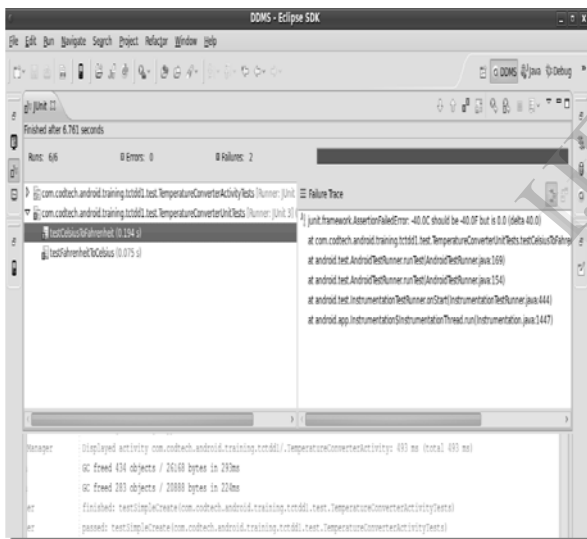 DDMS - Eclipse SDK
File Edit Run Navigate Search Project Refactor Window Help
DDMS Java Debug
JUnit
Finished after 6.761 seconds
Runs: 6/6 Errors: 0 Failures: 2
com.codtech.android.training.tctdd1.test.TemperatureConverterActivityTests [Runner: JUnit
com.codtech.android.training.tctdd1.test.TemperatureConverterUnitTests [Runner: JUnit 3] (
testCelsiusToFahrenheit (0.194 s)
testFahrenheitToCelsius (0.075 s)
Failure Trace
junit.framework.AssertionFailedError: -40.0C should be -40.0F but is 0.0 (delta 40.0)
at com.codtech.android.training.tctdd1.test.TemperatureConverterUnitTests.testCelsiusToFahre
at android.test.AndroidTestRunner.runTest(AndroidTestRunner.java:169)
at android.test.AndroidTestRunner.runTest(AndroidTestRunner.java:154)
at android.test.InstrumentationTestRunner.onStart(InstrumentationTestRunner.java:444)
at android.app.Instrumentation$InstrumentationThread.run(Instrumentation.java:1447)
Manager Displayed activity com.codtech.android.training.tctdd1/.TemperatureConverterActivity: 493 ms (total 493 ms)
GC freed 434 objects / 26168 bytes in 293ms
GC freed 283 objects / 20888 bytes in 224ms
er finished: testSimpleCreate(com.codtech.android.training.tctdd1.test.TemperatureConverterActivityTests)
er passed: testSimpleCreate(com.codtech.android.training.tctdd1.test.TemperatureConverterActivityTests)